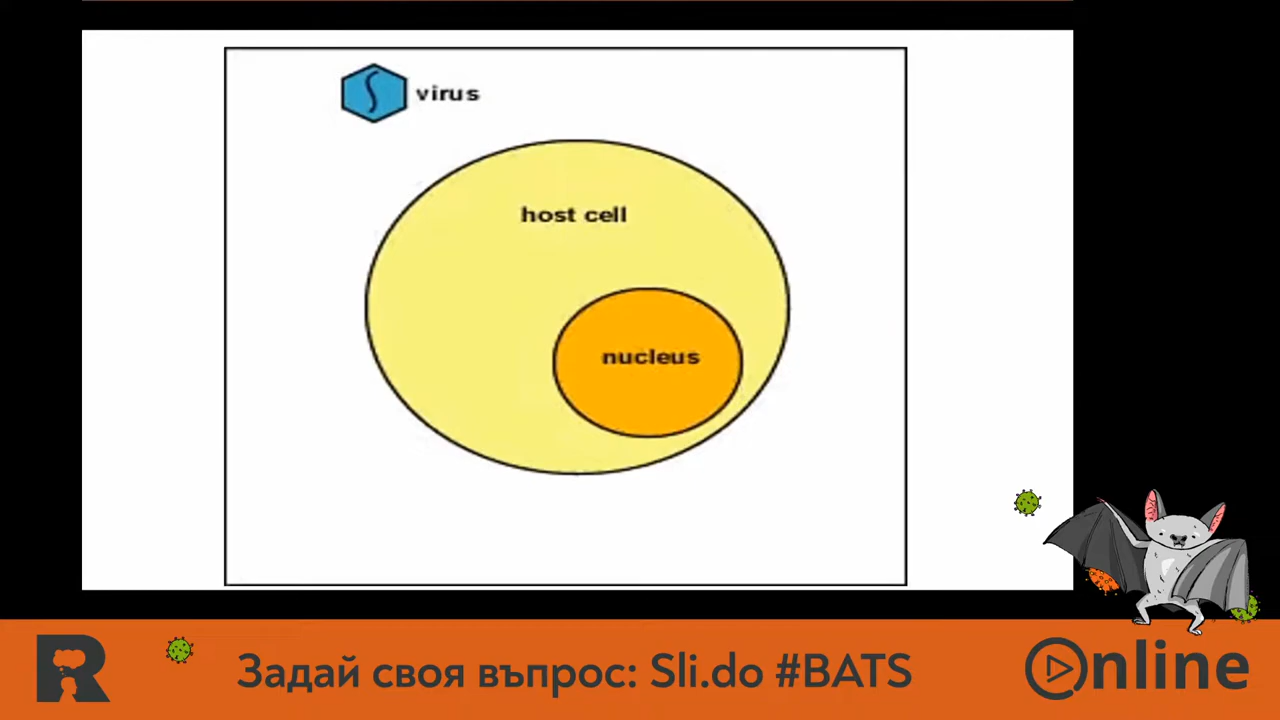 virus
host cell
nucleus
R
Задай своя въпрос: Sli.do #BATS
Online